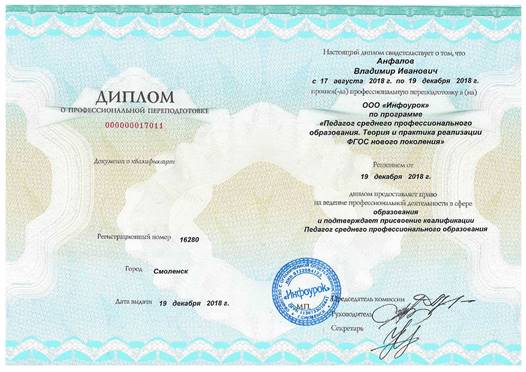 ДИПЛОМ
О ПРОФЕССИОНАЛЬНОЙ ПЕРЕПОДГОТОВКЕ
000000017011
Документ о квалификации
Регистрационный номер 16280
Город Смоленск
Дата выдачи 19 декабря 2018 г.
Настоящий диплом свидетельствует о том, что
Анфалов
Владимир Иванович
с 17 августа 2018 г. по 19 декабря 2018 г.
прошел(-ла) профессиональную переподготовку в (на)
ООО «Инфоурок»
по программе
«Педагог среднего профессионального
образования. Теория и практика реализации
ФГОС нового поколения»
Решением от
19 декабря 2018 г.
диплом предоставляет право
на ведение профессиональной деятельности в сфере
образования
и подтверждает присвоение квалификации
Педагог среднего профессионального образования
«Инфоурок»
М.П.
Председатель комиссии
Руководитель
Секретарь